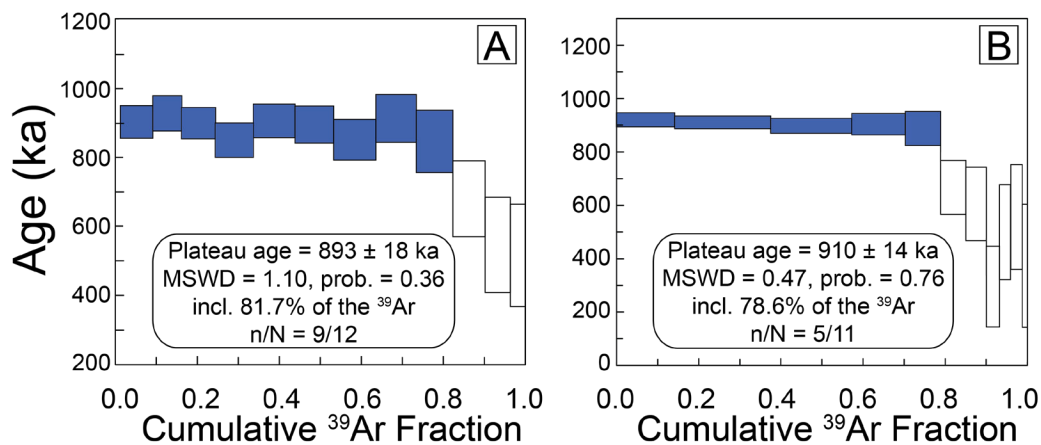 Age (ka)
1200
1000
800
600
400
200
A
Plateau age = 893 ± 18 ka
MSWD = 1.10, prob. = 0.36
incl. 81.7% of the ³⁹Ar
n/N = 9/12
0.0 0.2 0.4 0.6 0.8 1.0
Cumulative ³⁹Ar Fraction
1200
1000
800
600
400
200
0
B
Plateau age = 910 ± 14 ka
MSWD = 0.47, prob. = 0.76
incl. 78.6% of the ³⁹Ar
n/N = 5/11
0.0 0.2 0.4 0.6 0.8 1.0
Cumulative ³⁹Ar Fraction